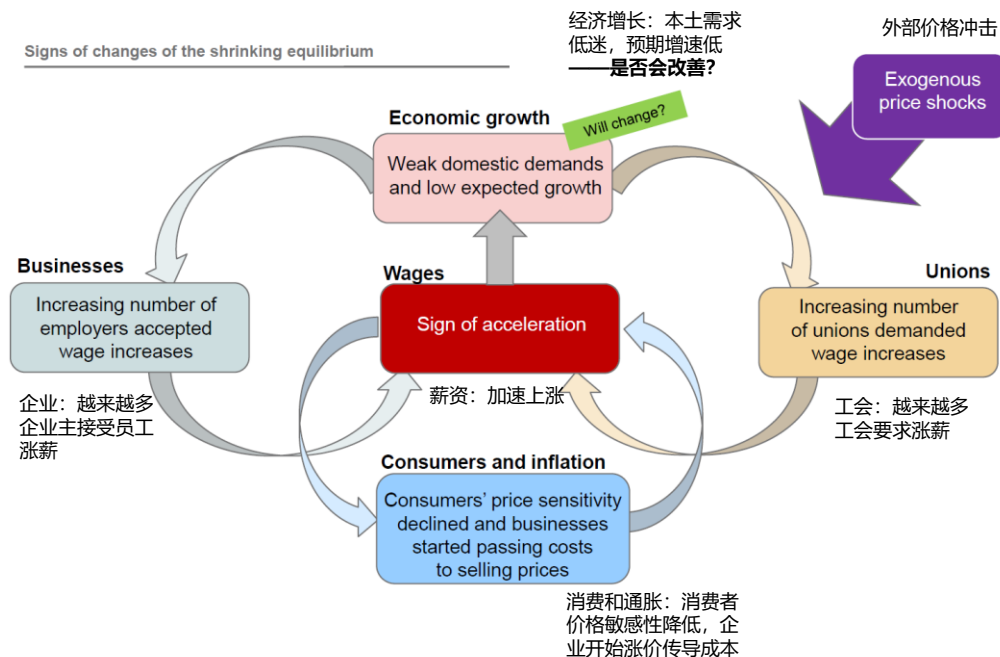 Signs of changes of the shrinking equilibrium
经济增长：本土需求
低迷，预期增速低
——是否会改善？
外部价格冲击
Exogenous
price shocks
Economic growth
Will change?
Weak domestic demands
and low expected growth
Businesses
Increasing number of
employers accepted
wage increases
Wages
Sign of acceleration
Unions
Increasing number
of unions demanded
wage increases
企业：越来越多
企业主接受员工
涨薪
薪资：加速上涨
工会：越来越多
工会要求涨薪
Consumers and inflation
Consumers’ price sensitivity
declined and businesses
started passing costs
to selling prices
消费和通胀：消费者
价格敏感性降低，企
业开始涨价传导成本